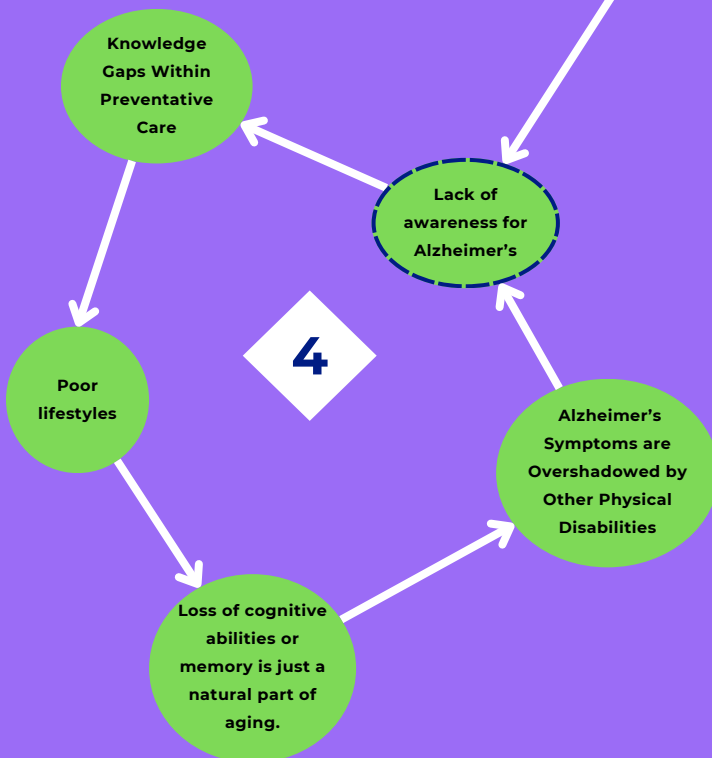 Knowledge
Gaps Within
Preventative
Care
Lack of
awareness for
Alzheimer’s
4
Poor
lifestyles
Alzheimer’s
Symptoms are
Overshadowed by
Other Physical
Disabilities
Loss of cognitive
abilities or
memory is just a
natural part of
aging.